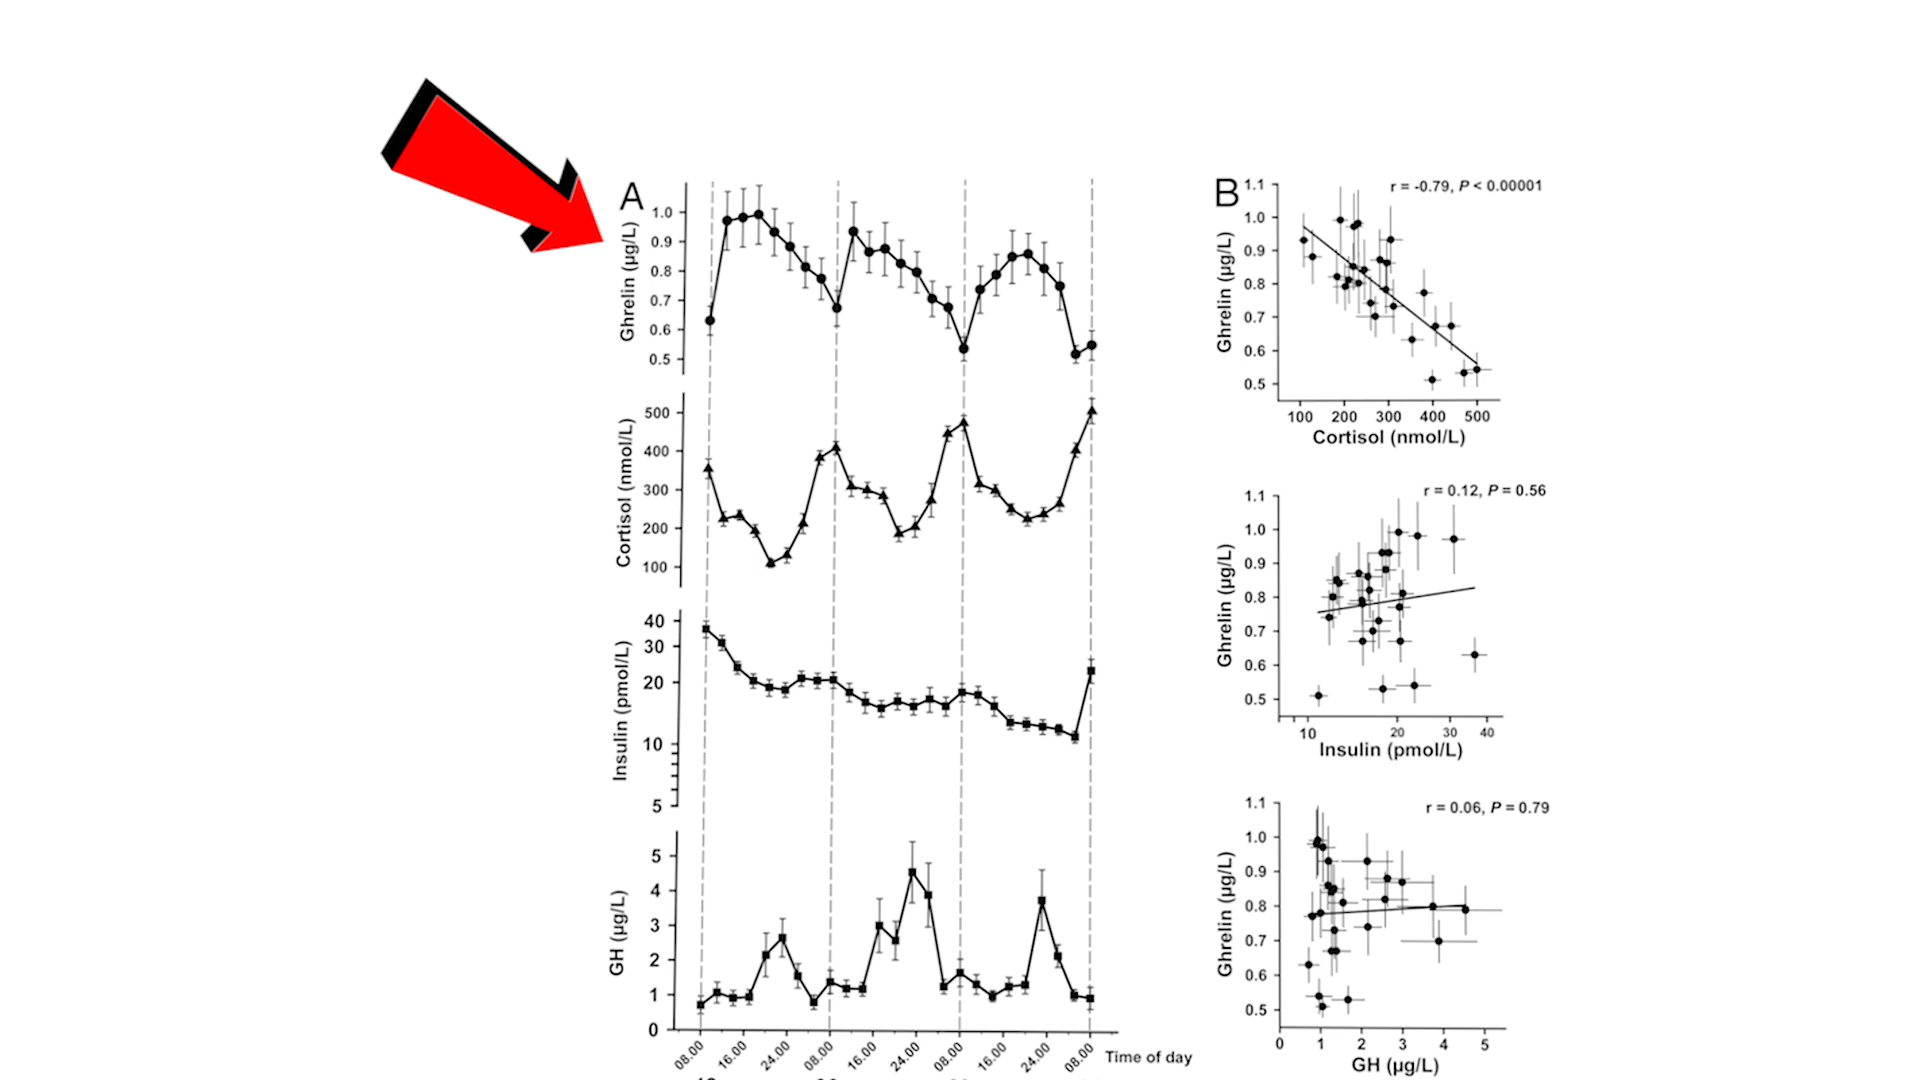 A
Ghrelin (µg/L)
1.0
0.9
0.8
0.7
0.6
0.5
Cortisol (nmol/L)
500
400
300
200
100
Insulin (pmol/L)
40
30
20
10
5
GH (µg/L)
5
4
3
2
1
0
08.00 16.00 24.00 08.00 16.00 24.00 08.00 16.00 24.00 08.00
Time of day
B
r = -0.79, P < 0.00001
Ghrelin (µg/L)
1.1
1.0
0.9
0.8
0.7
0.6
0.5
100 200 300 400 500
Cortisol (nmol/L)
r = 0.12, P = 0.56
Ghrelin (µg/L)
1.1
1.0
0.9
0.8
0.7
0.6
0.5
10 20 30 40
Insulin (pmol/L)
r = 0.06, P = 0.79
Ghrelin (µg/L)
1.1
1.0
0.9
0.8
0.7
0.6
0.5
0 1 2 3 4 5
GH (µg/L)